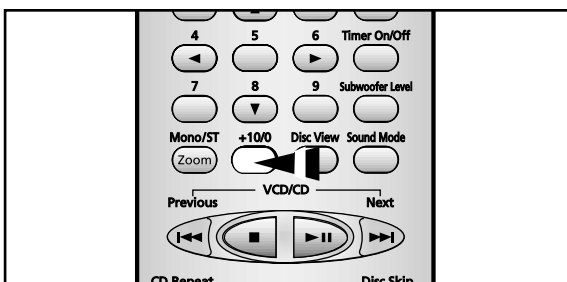 4 5 6 Timer On/Off
7 8 9 Subwoofer Level
Mono/ST +10/0 Disc View Sound Mode
Zoom
VCD/CD
Previous Next
CD Repeat Disc Skip